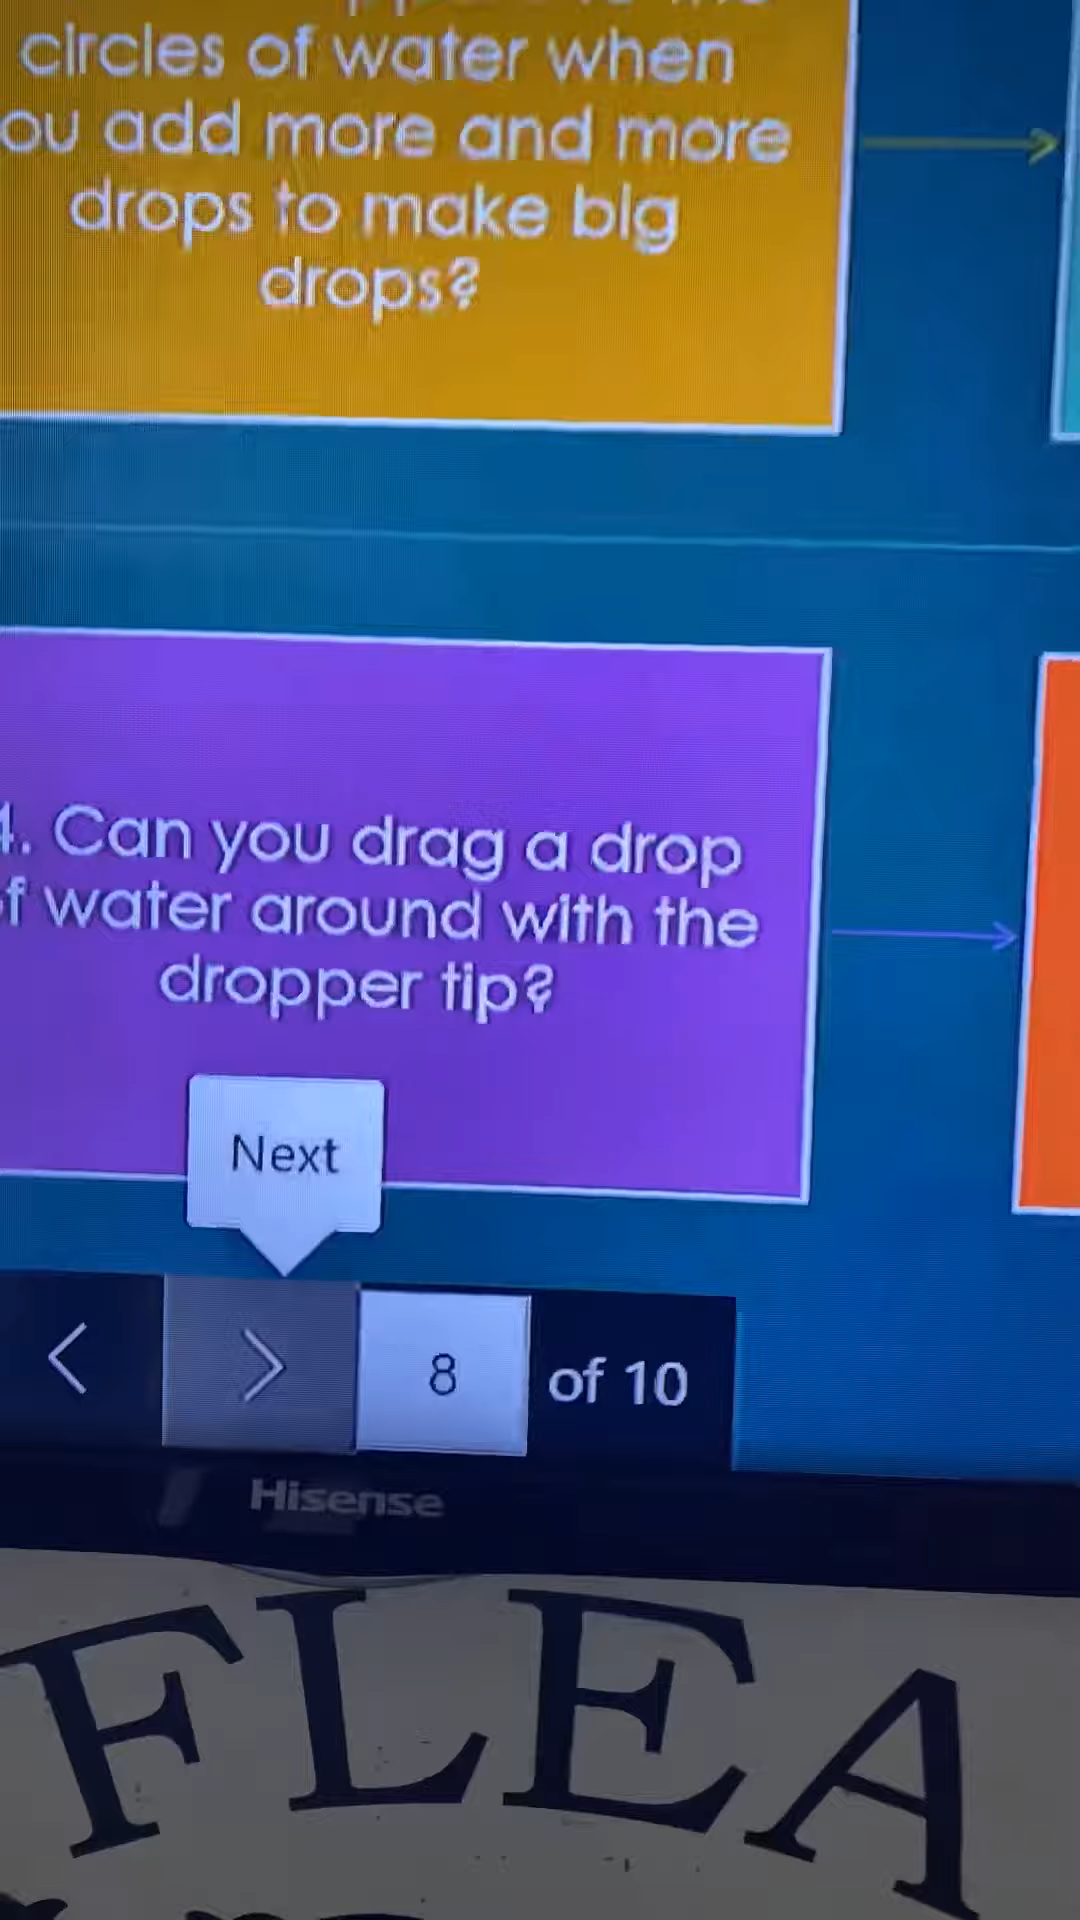 circles of water when
ou add more and more
drops to make big
drops?
4. Can you drag a drop
f water around with the
dropper tip?
Next
8 of 10
Hisense
FLEA